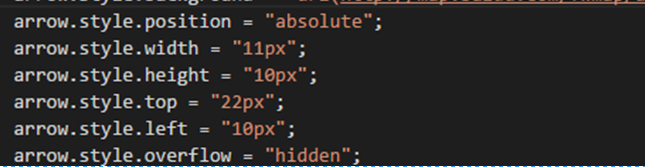 arrow.style.position = "absolute";
arrow.style.width = "11px";
arrow.style.height = "10px";
arrow.style.top = "22px";
arrow.style.left = "10px";
arrow.style.overflow = "hidden";